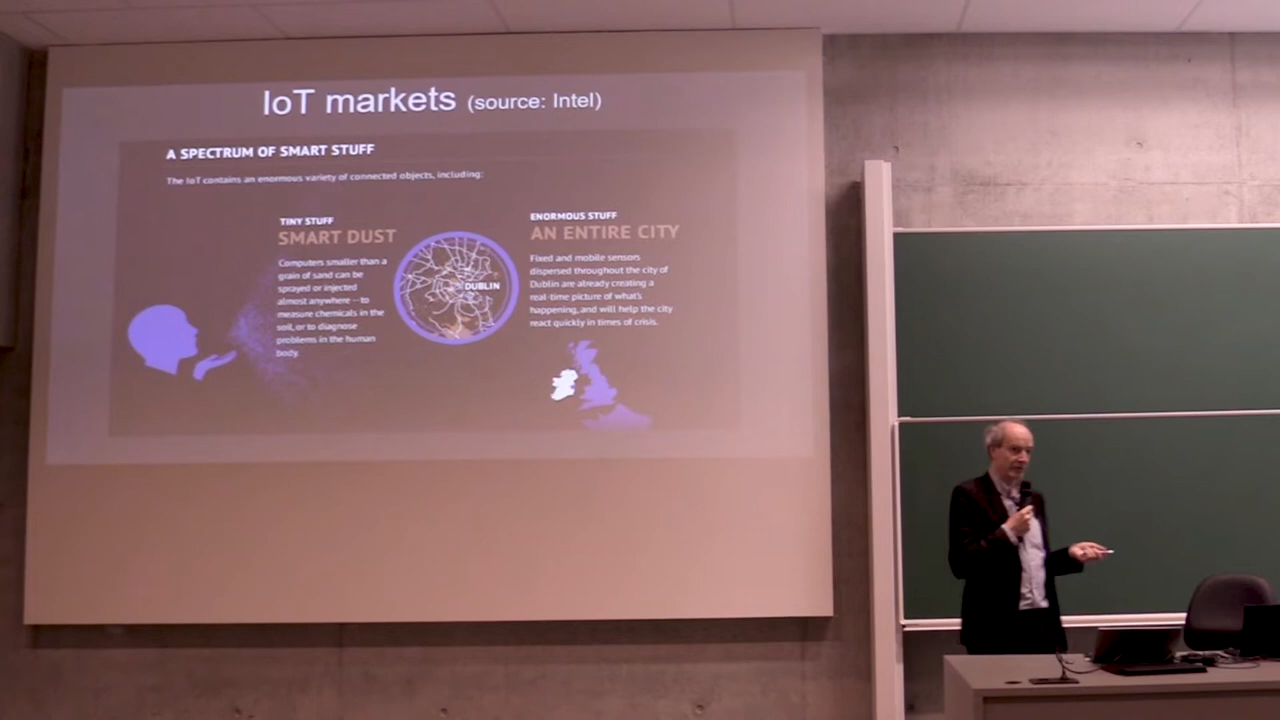 IoT markets (source: Intel)
A SPECTRUM OF SMART STUFF
The IoT contains an enormous variety of connected objects, including:
TINY STUFF
SMART DUST
Computers smaller than a
grain of sand can be
sprayed or injected
almost anywhere—to
measure chemicals in the
soil, or to diagnose
problems in the human
body.
DUBLIN
ENORMOUS STUFF
AN ENTIRE CITY
Fixed and mobile sensors
dispersed throughout the city of
Dublin are already creating a
real-time picture of what's
happening, and will help the city
react quickly in times of crisis.